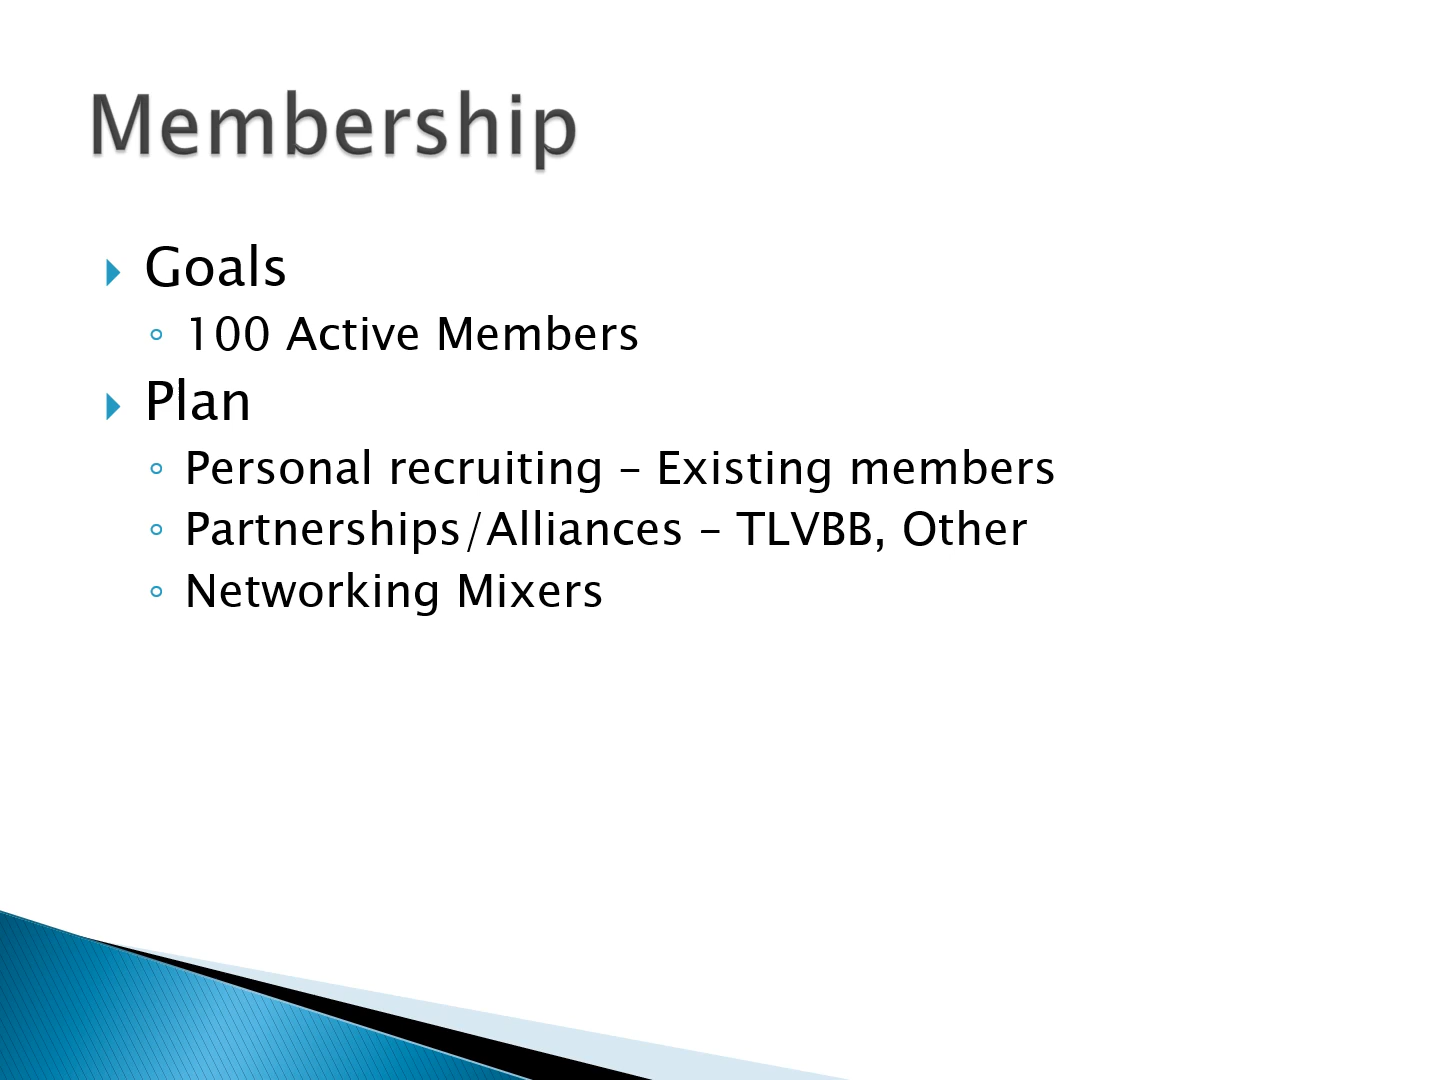 Membership
Goals
100 Active Members
Plan
Personal recruiting – Existing members
Partnerships/Alliances – TLVBB, Other
Networking Mixers